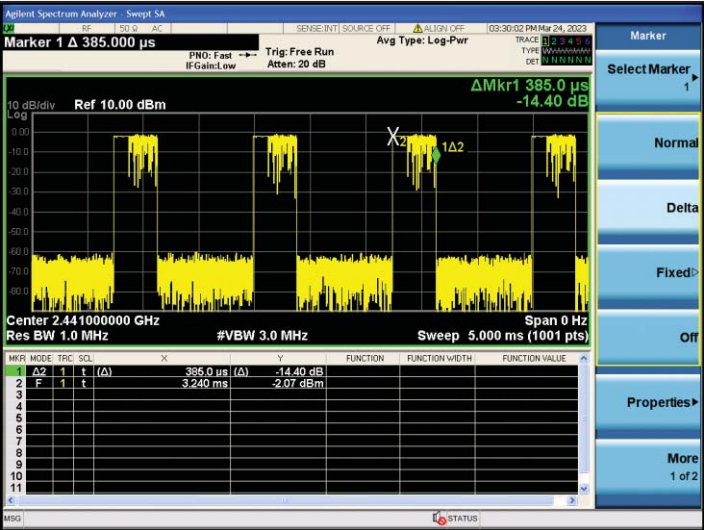 Agilent Spectrum Analyzer - Swept SA
RF 50 Ω AC SENSE:INT SOURCE OFF ALIGN OFF 03:30:02 PM Mar 24, 2023
Marker 1 Δ 385.000 µs
PNO: Fast Trig: Free Run Avg Type: Log-Pwr TRACE 1 2 3 4 5 6
IFGain:Low Atten: 20 dB TYPE
DET N N N N N N
ΔMkr1 385.0 µs
-14.40 dB
10 dB/div Ref 10.00 dBm
Log
0.00
-10.0
-20.0
-30.0
-40.0
-50.0
-60.0
-70.0
-80.0
X2
1Δ2
Center 2.441000000 GHz Span 0 Hz
Res BW 1.0 MHz #VBW 3.0 MHz Sweep 5.000 ms (1001 pts)
MKR MODE TRC SCL X Y FUNCTION FUNCTION WIDTH FUNCTION VALUE
1 Δ2 1 t (Δ) 385.0 µs (Δ) -14.40 dB
2 F 1 t 3.240 ms -2.07 dBm
3
4
5
6
7
8
9
10
11
MSG STATUS
Marker
Select Marker
1
Normal
Delta
Fixed
Off
Properties
More
1 of 2